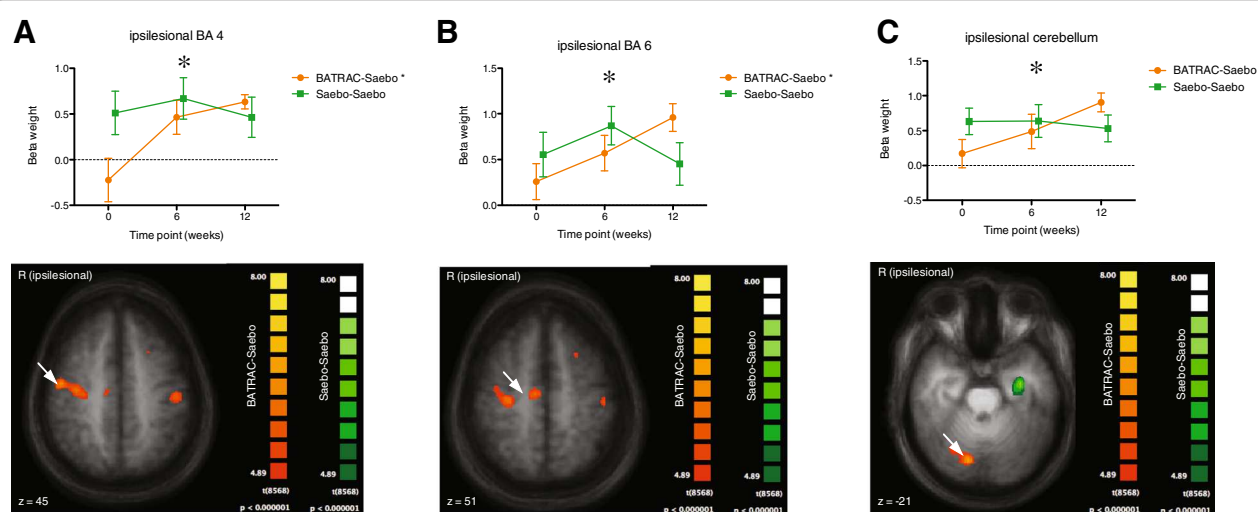 A
ipsilesional BA 4
*
BATRAC-Saebo *
Saebo-Saebo
Beta weight
1.0
0.5
0.0
-0.5
0
6
12
Time point (weeks)
R (ipsilesional)
8.00
8.00
BATRAC-Saebo
Saebo-Saebo
4.89
4.89
t(8568)
t(8568)
z = 45
p < 0.000001
p < 0.000001
B
ipsilesional BA 6
*
BATRAC-Saebo *
Saebo-Saebo
Beta weight
1.5
1.0
0.5
0.0
0
6
12
Time point (weeks)
R (ipsilesional)
8.00
8.00
BATRAC-Saebo
Saebo-Saebo
4.89
4.89
t(8568)
t(8568)
z = 51
p < 0.000001
p < 0.000001
C
ipsilesional cerebellum
*
BATRAC-Saebo
Saebo-Saebo
Beta weight
1.5
1.0
0.5
0.0
-0.5
0
6
12
Time point (weeks)
R (ipsilesional)
8.00
8.00
BATRAC-Saebo
Saebo-Saebo
4.89
4.89
t(8568)
t(8568)
z = -21
p < 0.000001
p < 0.000001